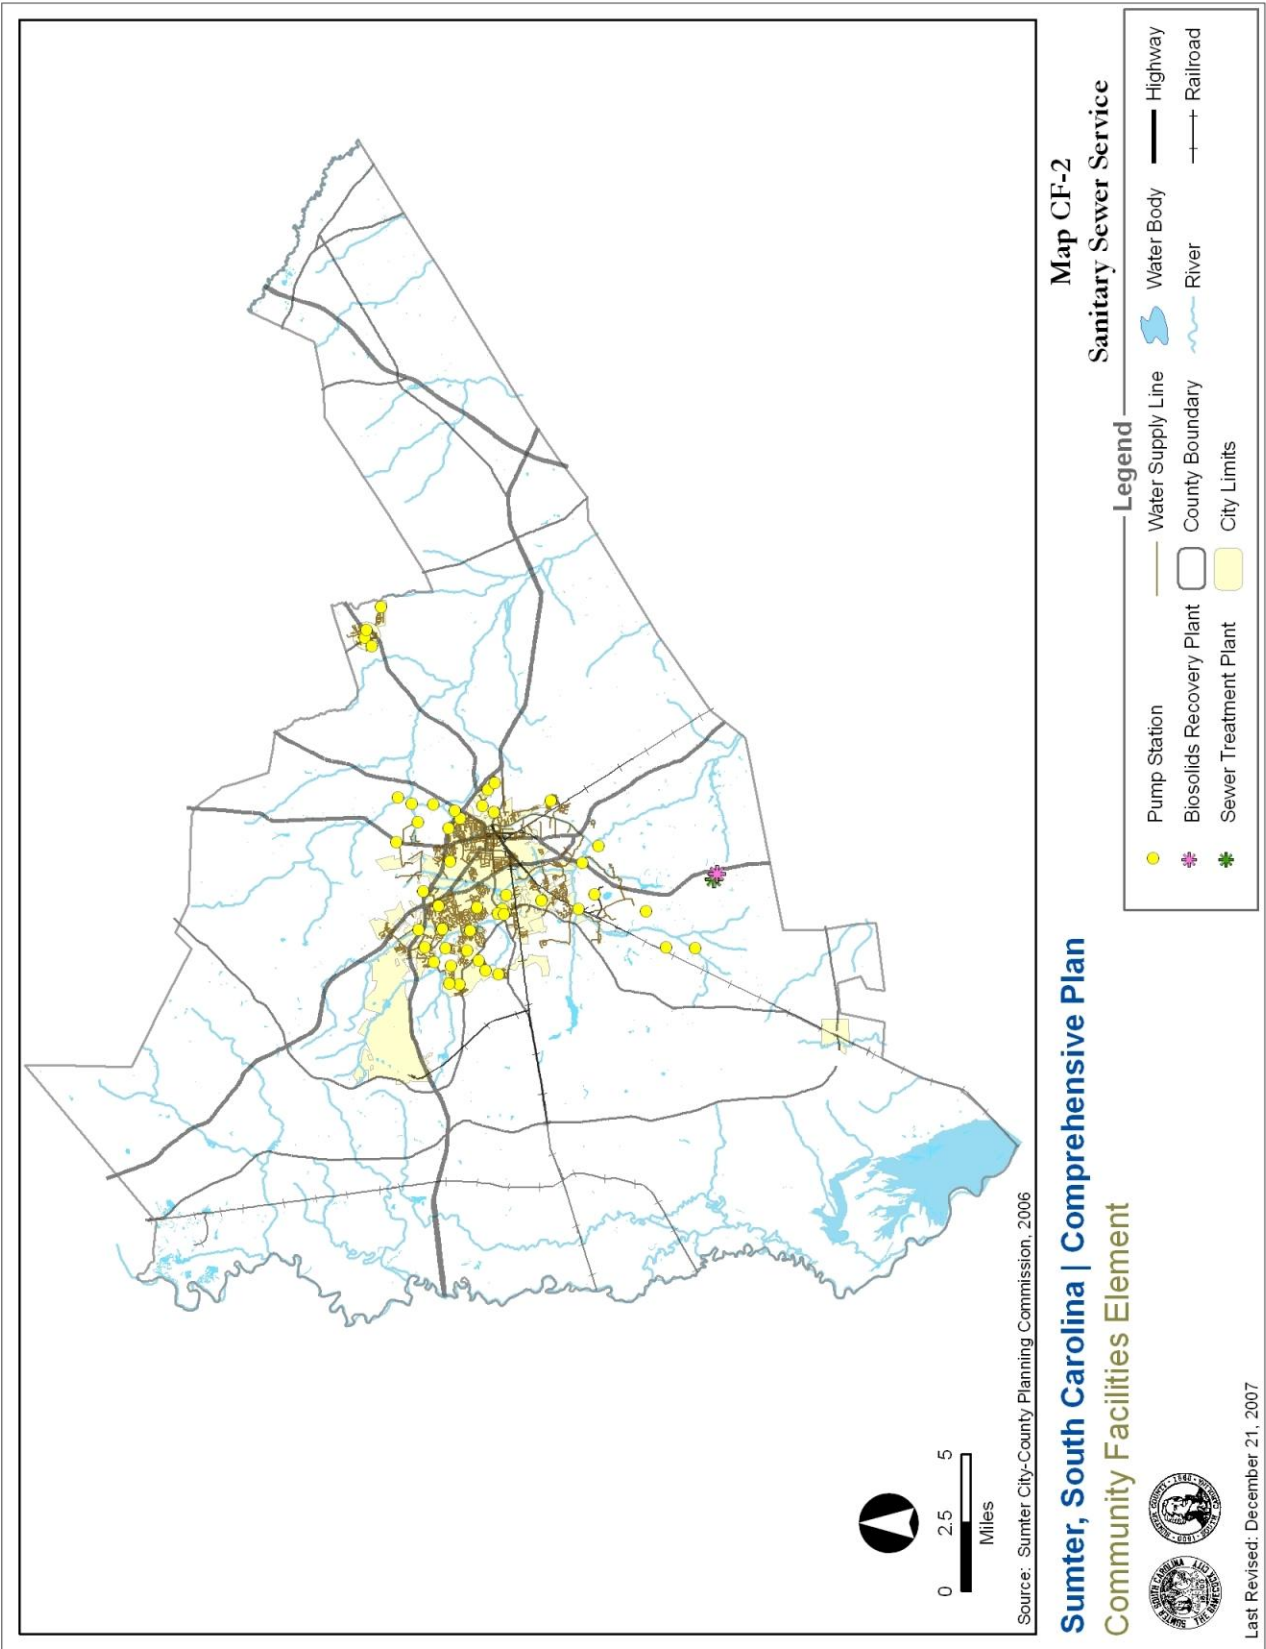 0 2.5 5
Miles
Source: Sumter City-County Planning Commission, 2006
Map CF-2
Sanitary Sewer Service
Sumter, South Carolina | Comprehensive Plan
Community Facilities Element
Legend
Pump Station
Water Supply Line
Water Body
Highway
Biosolids Recovery Plant
County Boundary
River
Railroad
Sewer Treatment Plant
City Limits
Last Revised: December 21, 2007